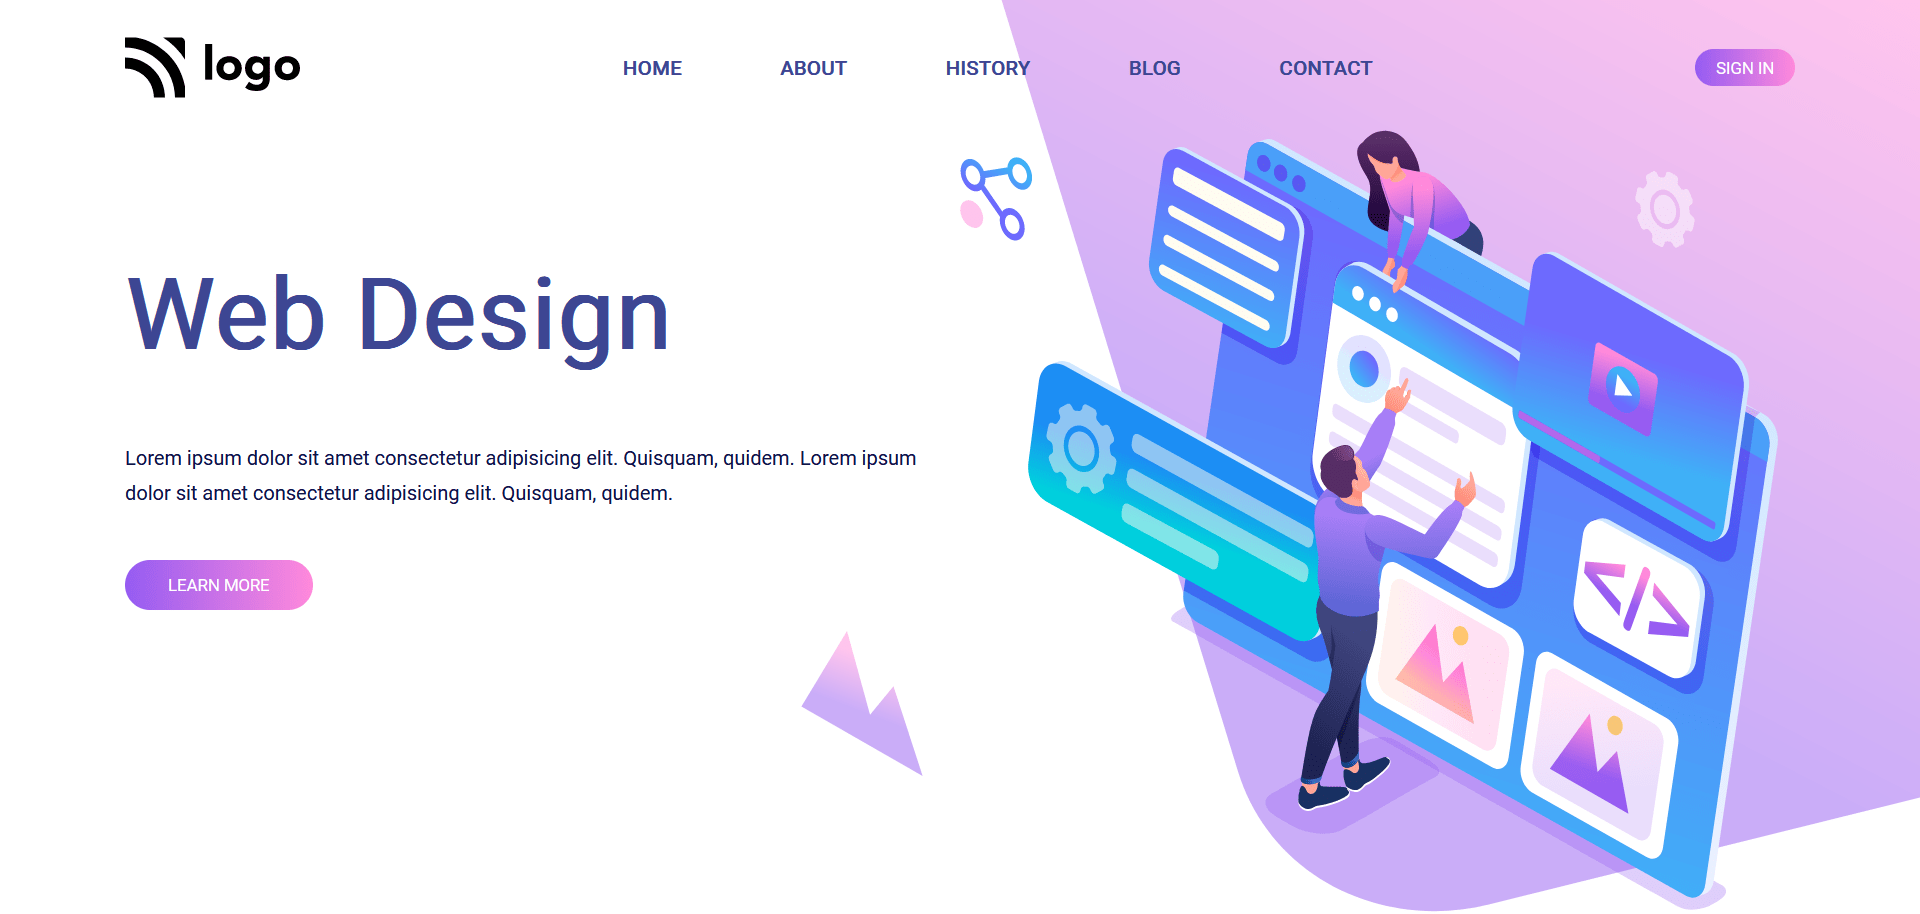 logo
HOME ABOUT HISTORY BLOG CONTACT
SIGN IN
Web Design
Lorem ipsum dolor sit amet consectetur adipisicing elit. Quisquam, quidem. Lorem ipsum
dolor sit amet consectetur adipisicing elit. Quisquam, quidem.
LEARN MORE
</>